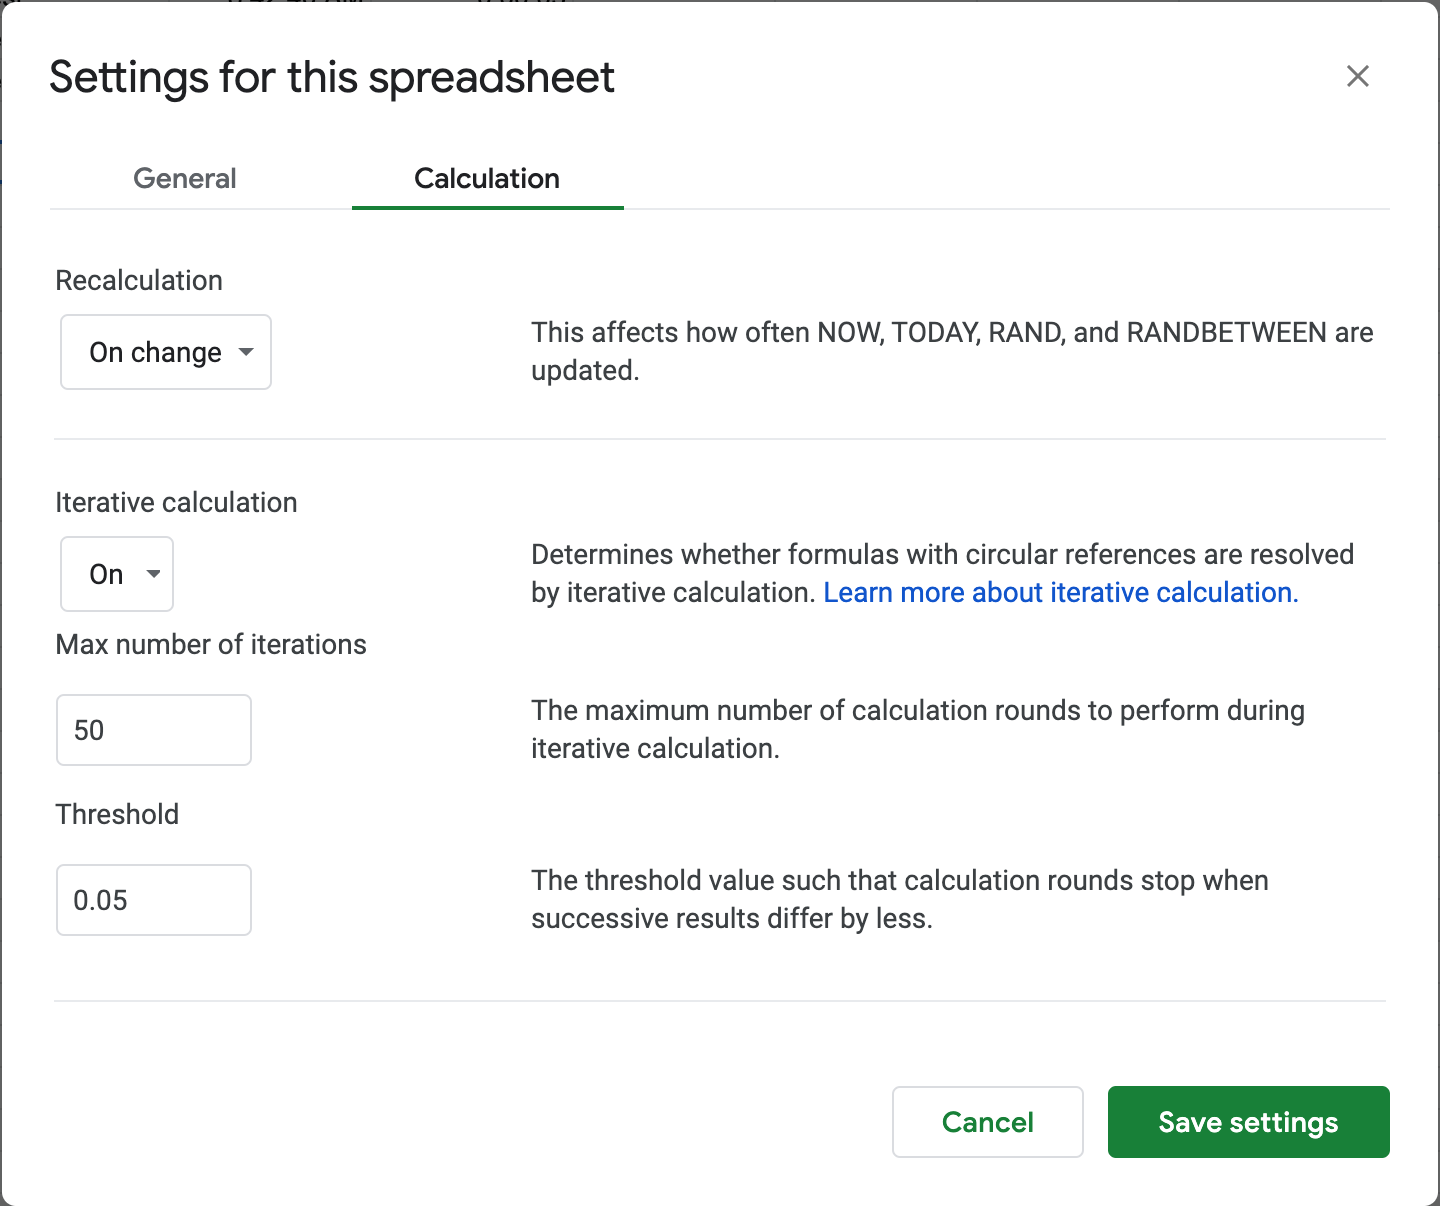 Settings for this spreadsheet
General
Calculation
Recalculation
On change
This affects how often NOW, TODAY, RAND, and RANDBETWEEN are
updated.
Iterative calculation
On
Determines whether formulas with circular references are resolved
by iterative calculation. Learn more about iterative calculation.
Max number of iterations
50
The maximum number of calculation rounds to perform during
iterative calculation.
Threshold
0.05
The threshold value such that calculation rounds stop when
successive results differ by less.
Cancel
Save settings